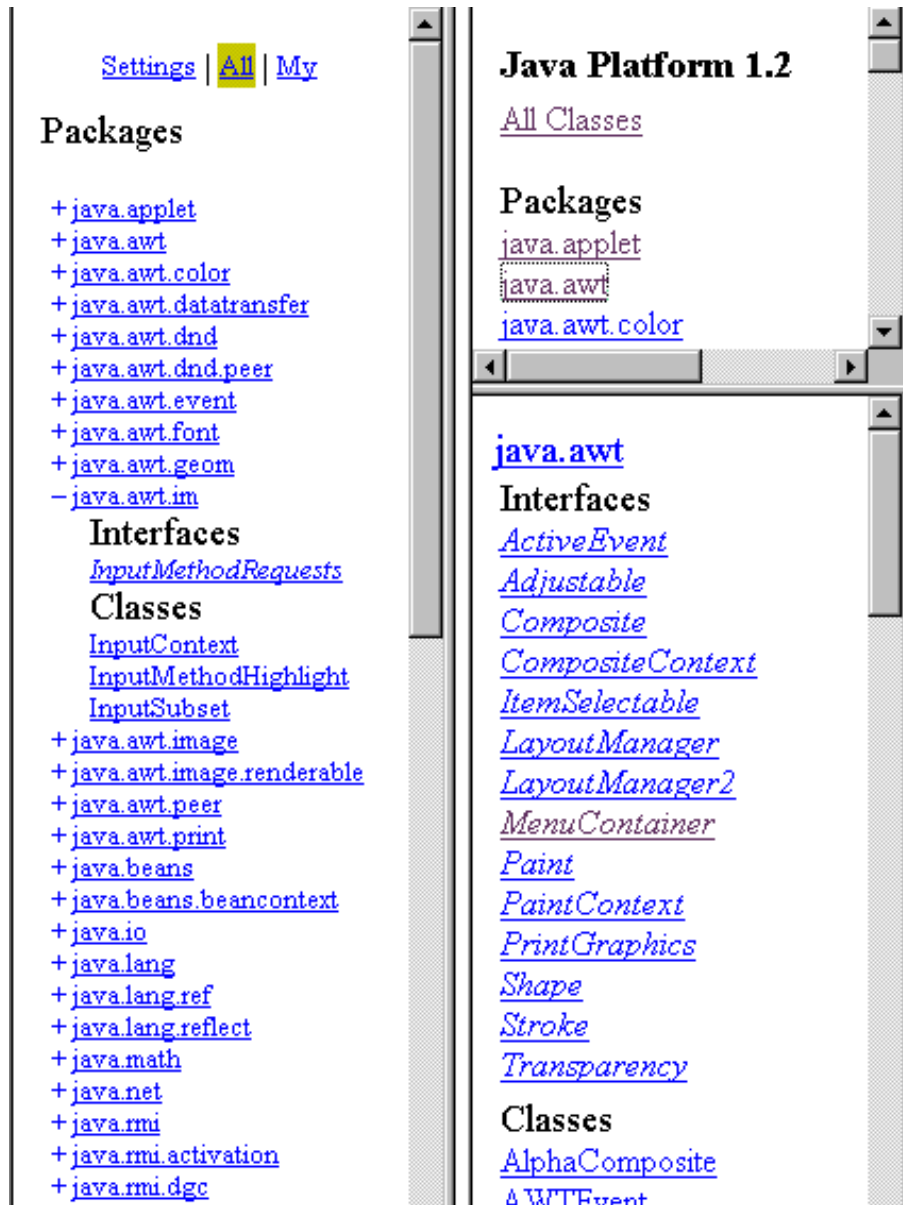 Settings | All | My
Packages
+java.applet
+java.awt
+java.awt.color
+java.awt.datatransfer
+java.awt.dnd
+java.awt.dnd.peer
+java.awt.event
+java.awt.font
+java.awt.geom
−java.awt.im
Interfaces
InputMethodRequests
Classes
InputContext
InputMethodHighlight
InputSubset
+java.awt.image
+java.awt.image.renderable
+java.awt.peer
+java.awt.print
+java.beans
+java.beans.beancontext
+java.io
+java.lang
+java.lang.ref
+java.lang.reflect
+java.math
+java.net
+java.rmi
+java.rmi.activation
+java.rmi.dgc
Java Platform 1.2
All Classes
Packages
java.applet
java.awt
java.awt.color
java.awt
Interfaces
ActiveEvent
Adjustable
Composite
CompositeContext
ItemSelectable
LayoutManager
LayoutManager2
MenuContainer
Paint
PaintContext
PrintGraphics
Shape
Stroke
Transparency
Classes
AlphaComposite
AWTEvent